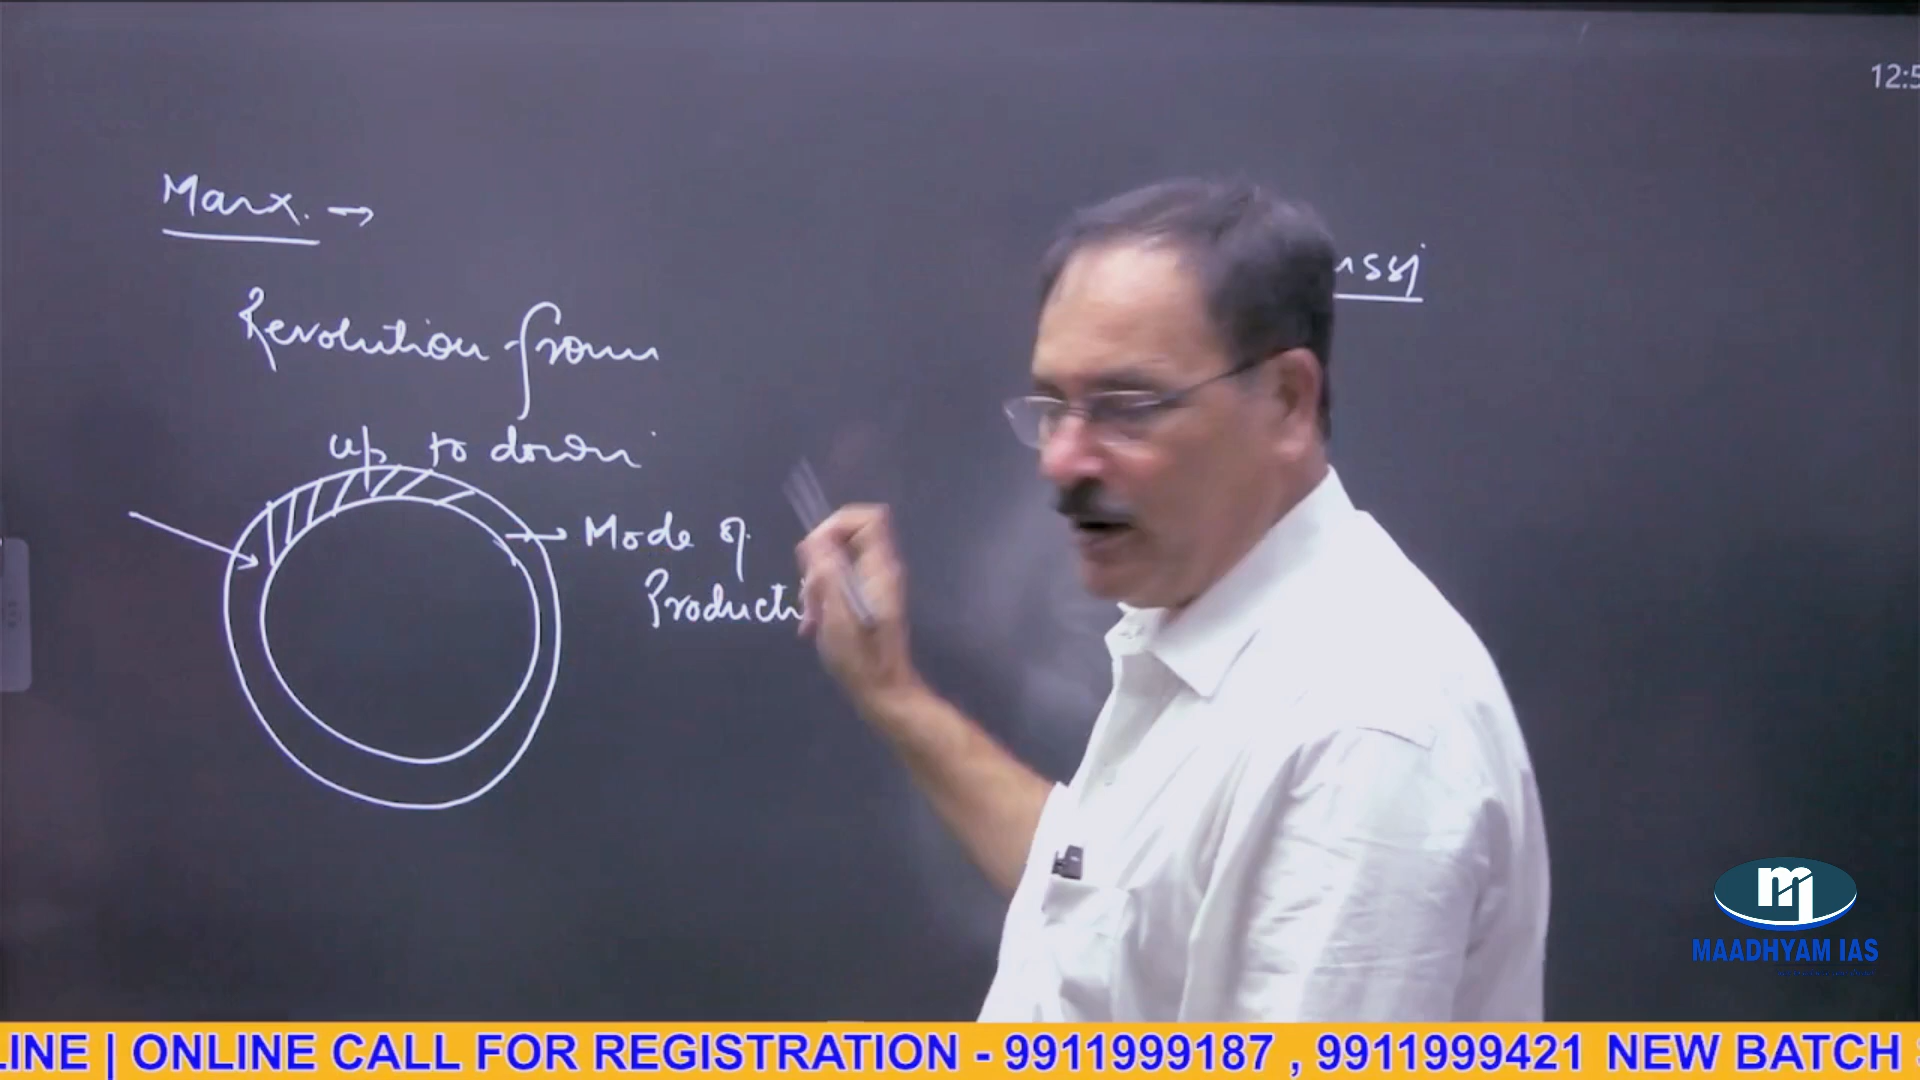 12:5
Marx. →
ussj
Revolution from
up to down
→ Mode of
Producti
MAADHYAM IAS
LINE | ONLINE CALL FOR REGISTRATION - 9911999187 , 9911999421 NEW BATCH